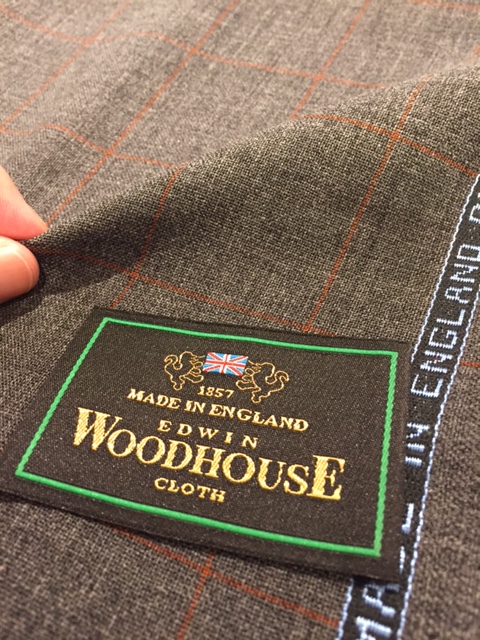 1857
MADE IN ENGLAND
EDWIN
WOODHOUSE
CLOTH
IN ENGLAND